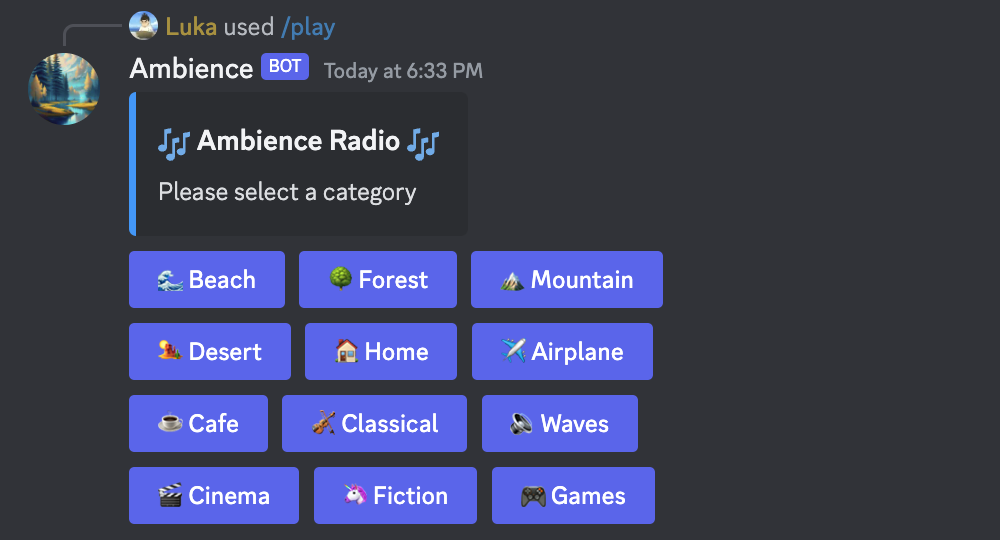 Luka used /play
Ambience BOT Today at 6:33 PM
🎶 Ambience Radio 🎶
Please select a category
🌊 Beach 🌳 Forest ⛰️ Mountain
🏜️ Desert 🏠 Home ✈️ Airplane
☕ Cafe 🎻 Classical 🔊 Waves
🎬 Cinema 🦄 Fiction 🎮 Games